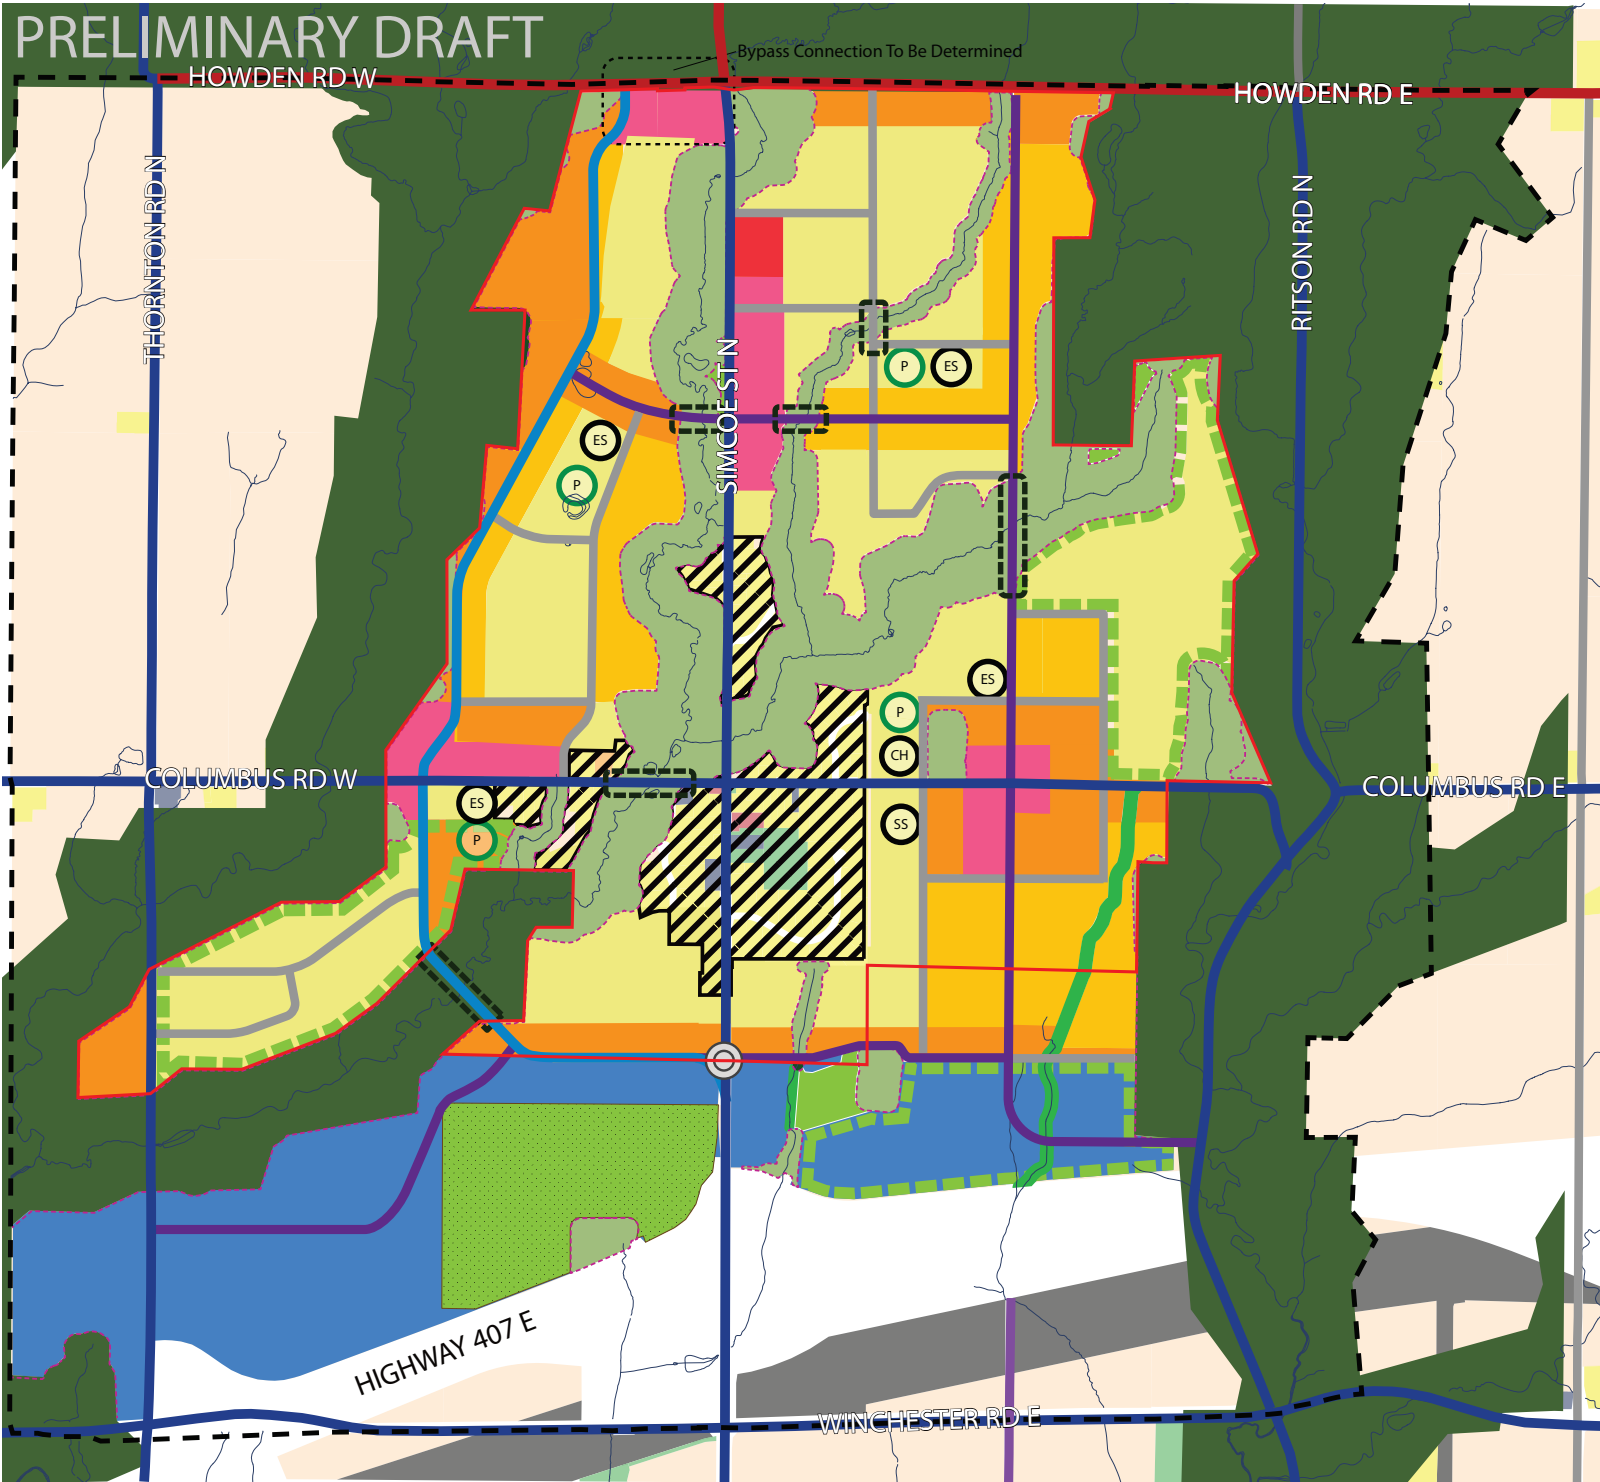 PRELIMINARY DRAFT
Bypass Connection To Be Determined
HOWDEN RD W
HOWDEN RD E
THORNTON RD N
RITSON RD N
SIMCOE ST N
P
ES
ES
P
ES
P
CH
COLUMBUS RD W
COLUMBUS RD E
ES
SS
P
HIGHWAY 407 E
WINCHESTER RD E